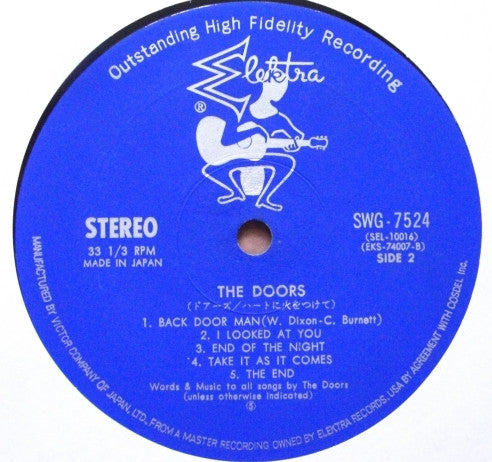 Outstanding High Fidelity Recording
Elektra
®
STEREO
33 1/3 RPM
MADE IN JAPAN
SWG-7524
(SEL-10016)
(EKS-74007-B)
SIDE 2
THE DOORS
(ドアーズ/ハートに火をつけて)
1. BACK DOOR MAN(W. Dixon-C. Burnett)
2. I LOOKED AT YOU
3. END OF THE NIGHT
4. TAKE IT AS IT COMES
5. THE END
Words & Music to all songs by The Doors
(unless otherwise indicated)
Ⓢ
MANUFACTURED BY VICTOR COMPANY OF JAPAN, LTD., FROM A MASTER RECORDING OWNED BY ELEKTRA RECORDS, USA BY AGREEMENT WITH COSDEL Inc.